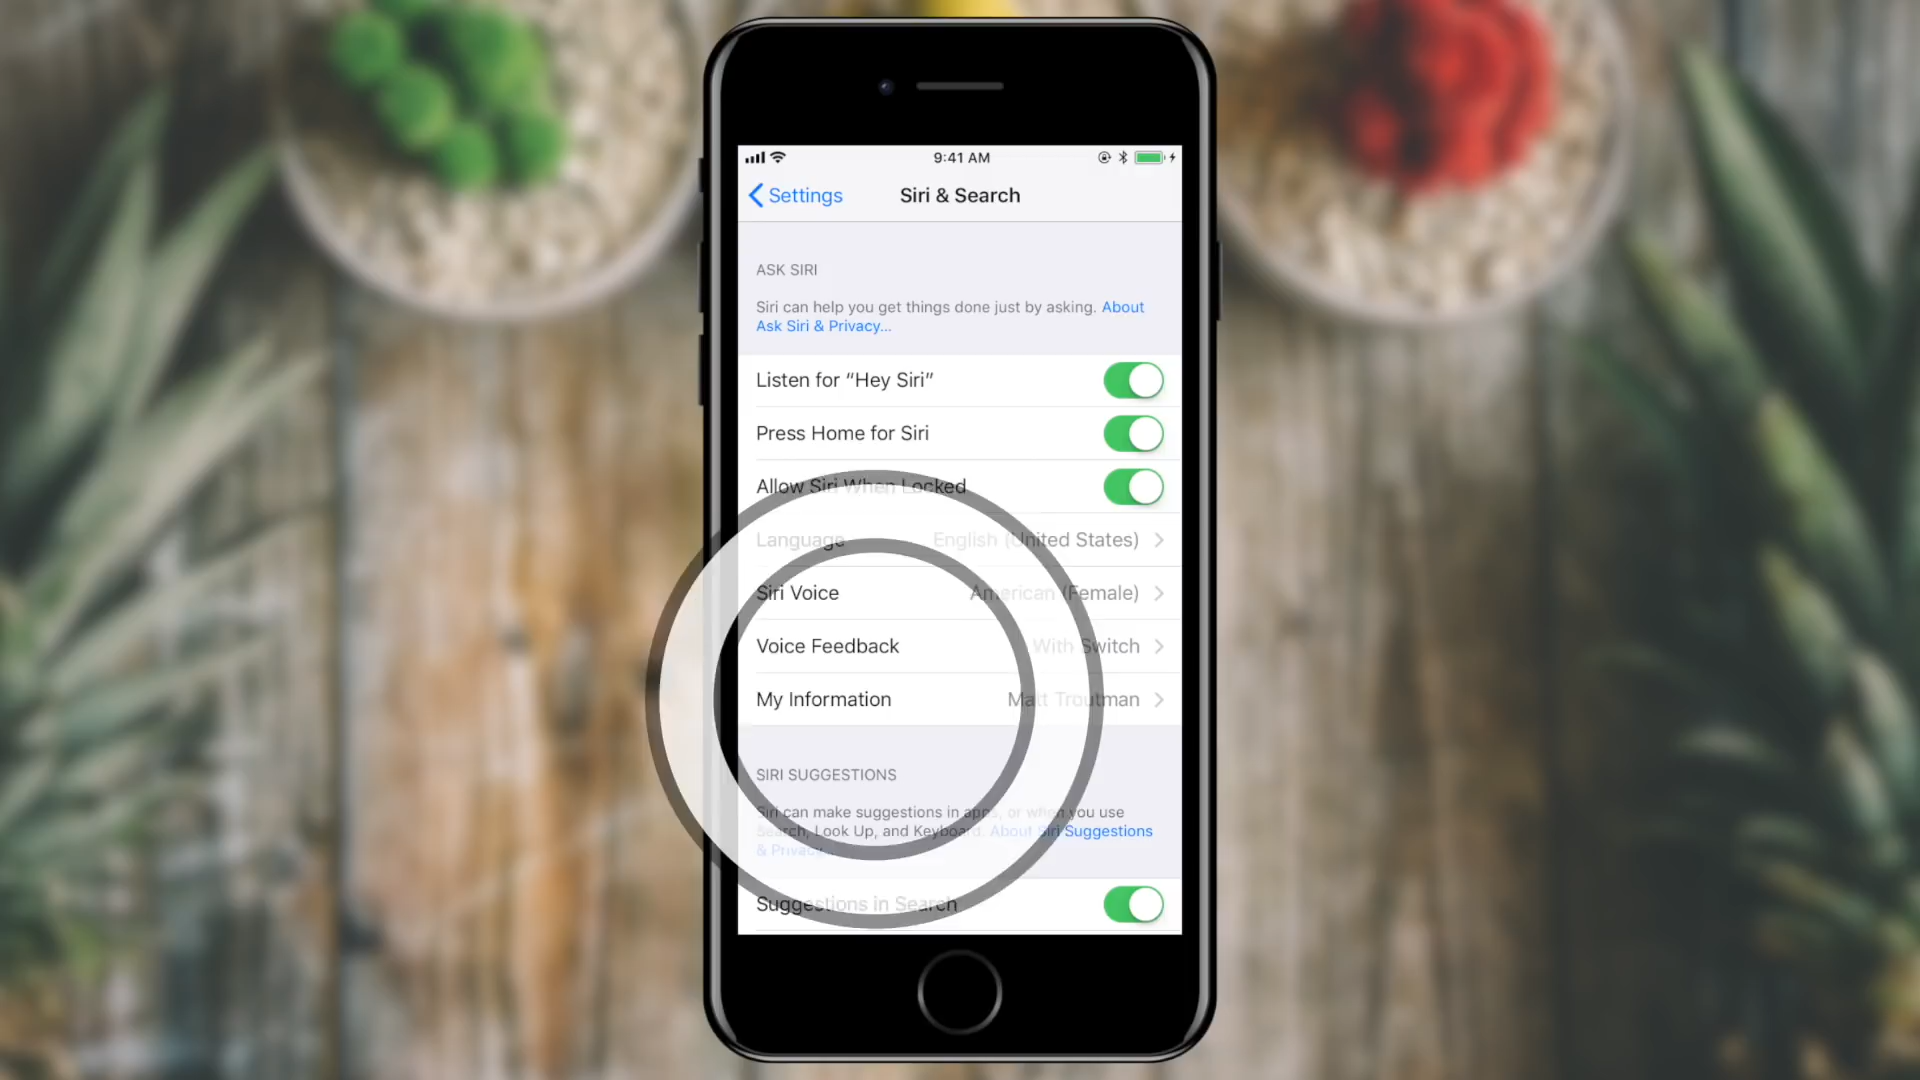 9:41 AM
Settings
Siri & Search
ASK SIRI
Siri can help you get things done just by asking. About
Ask Siri & Privacy...
Listen for “Hey Siri”
Press Home for Siri
Allow Siri When Locked
Language English (United States)
Siri Voice American (Female)
Voice Feedback With Switch
My Information Matt Troutman
SIRI SUGGESTIONS
Siri can make suggestions in apps, or when you use
Search, Look Up, and Keyboard. About Siri Suggestions
& Privacy...
Suggestions in Search